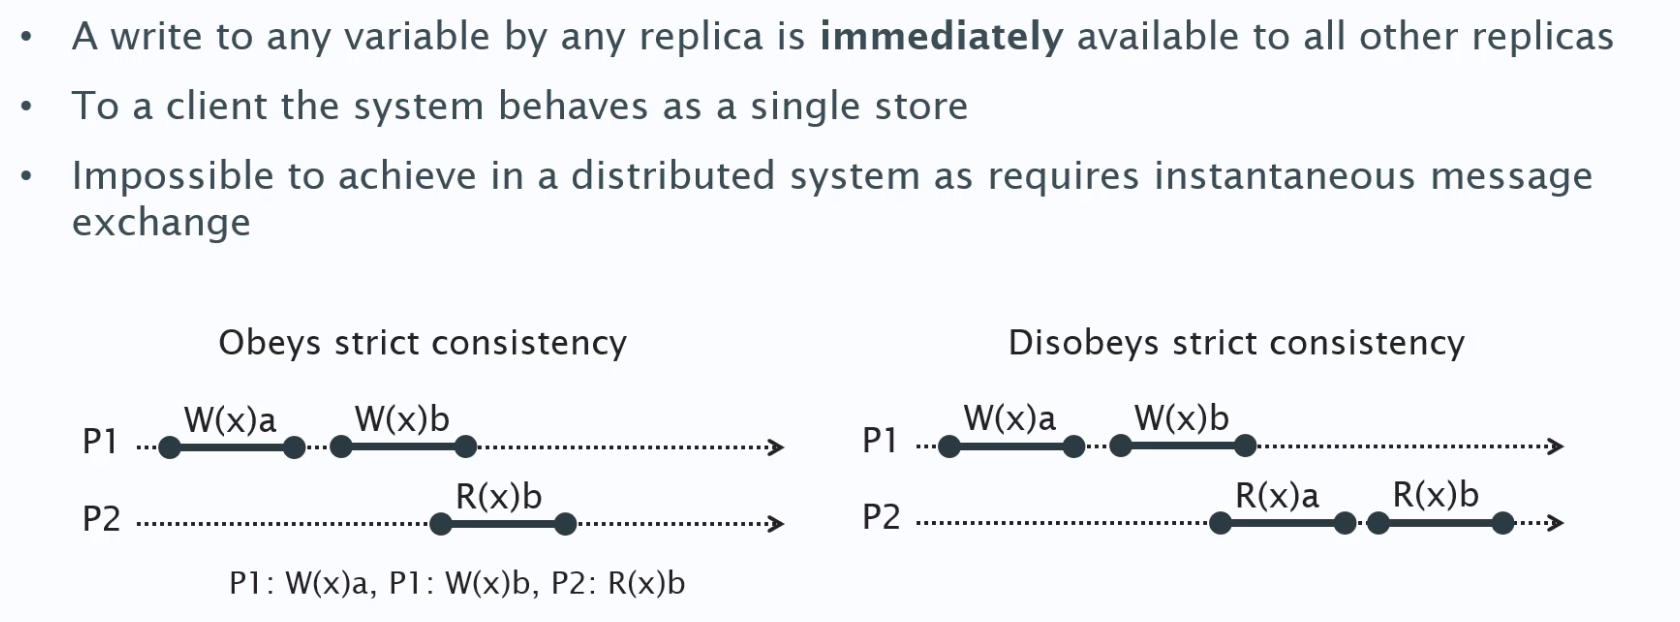 • A write to any variable by any replica is immediately available to all other replicas
• To a client the system behaves as a single store
• Impossible to achieve in a distributed system as requires instantaneous message
exchange
Obeys strict consistency
W(x)a W(x)b
P1
R(x)b
P2
P1: W(x)a, P1: W(x)b, P2: R(x)b
Disobeys strict consistency
W(x)a W(x)b
P1
R(x)a R(x)b
P2